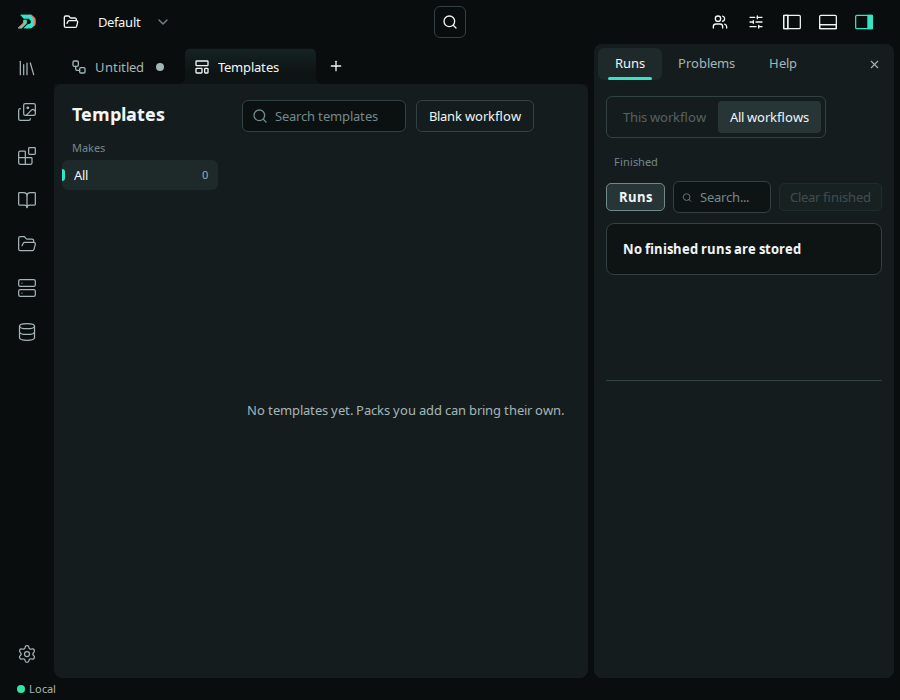 Default
Untitled
Templates
Templates
Search templates
Blank workflow
Makes
All
0
No templates yet. Packs you add can bring their own.
Runs
Problems
Help
This workflow
All workflows
Finished
Runs
Search...
Clear finished
No finished runs are stored
Local